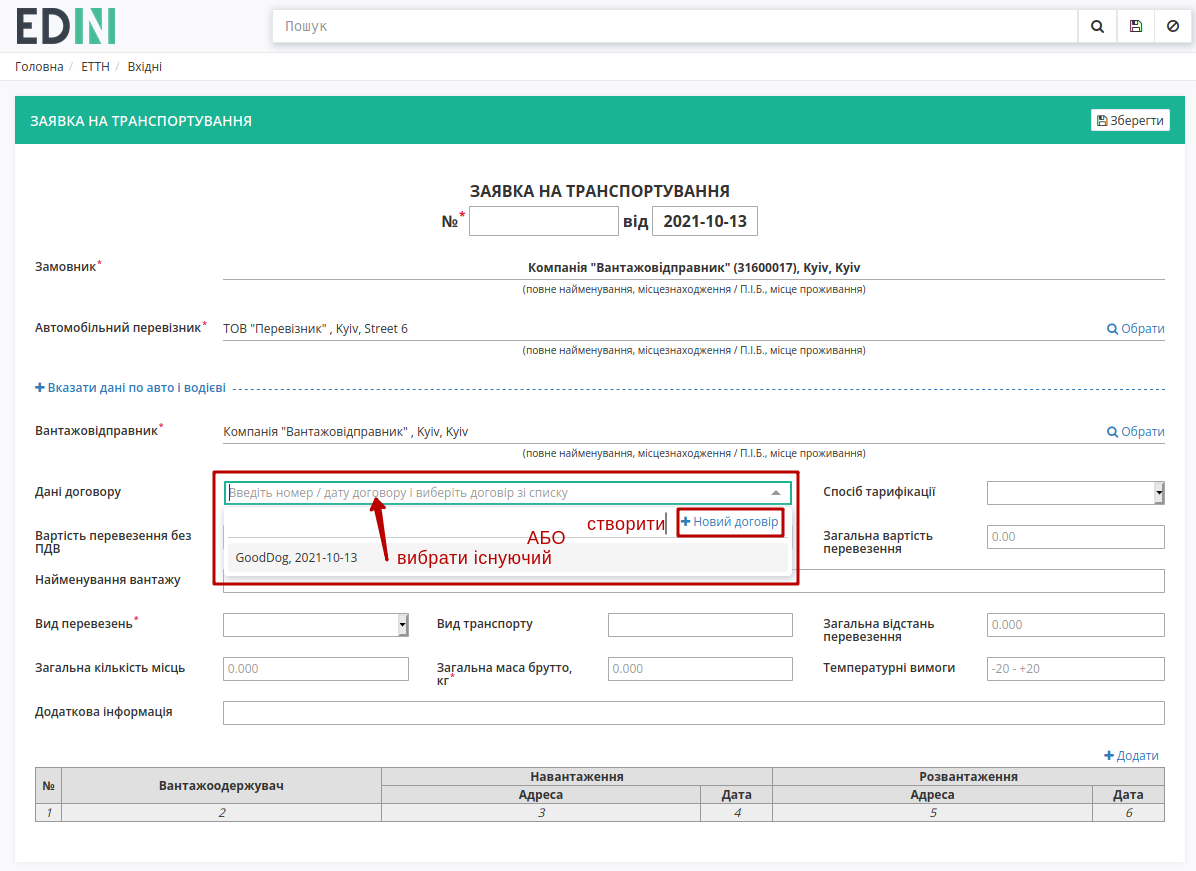 EDIN
Пошук
Головна / ЕТТН / Вхідні
ЗАЯВКА НА ТРАНСПОРТУВАННЯ
Зберегти
ЗАЯВКА НА ТРАНСПОРТУВАННЯ
№* від 2021-10-13
Замовник*
Компанія "Вантажовідправник" (31600017), Kyiv, Kyiv
(повне найменування, місцезнаходження / П.І.Б., місце проживання)
Автомобільний перевізник* ТОВ "Перевізник" , Kyiv, Street 6 Обрати
(повне найменування, місцезнаходження / П.І.Б., місце проживання)
+ Вказати дані по авто і водієві
Вантажовідправник* Компанія "Вантажовідправник" , Kyiv, Kyiv Обрати
(повне найменування, місцезнаходження / П.І.Б., місце проживання)
Дані договору Введіть номер / дату договору і виберіть договір зі списку Спосіб тарифікації
створити + Новий договір
АБО
Вартість перевезення без ПДВ
Загальна вартість перевезення 0.00
GoodDog, 2021-10-13 вибрати існуючий
Найменування вантажу
Вид перевезень* Вид транспорту Загальна відстань перевезення 0.000
Загальна кількість місць 0.000 Загальна маса брутто, кг* 0.000 Температурні вимоги -20 - +20
Додаткова інформація
+ Додати
№ Вантажоодержувач Навантаження Розвантаження
Адреса Дата Адреса Дата
1 2 3 4 5 6